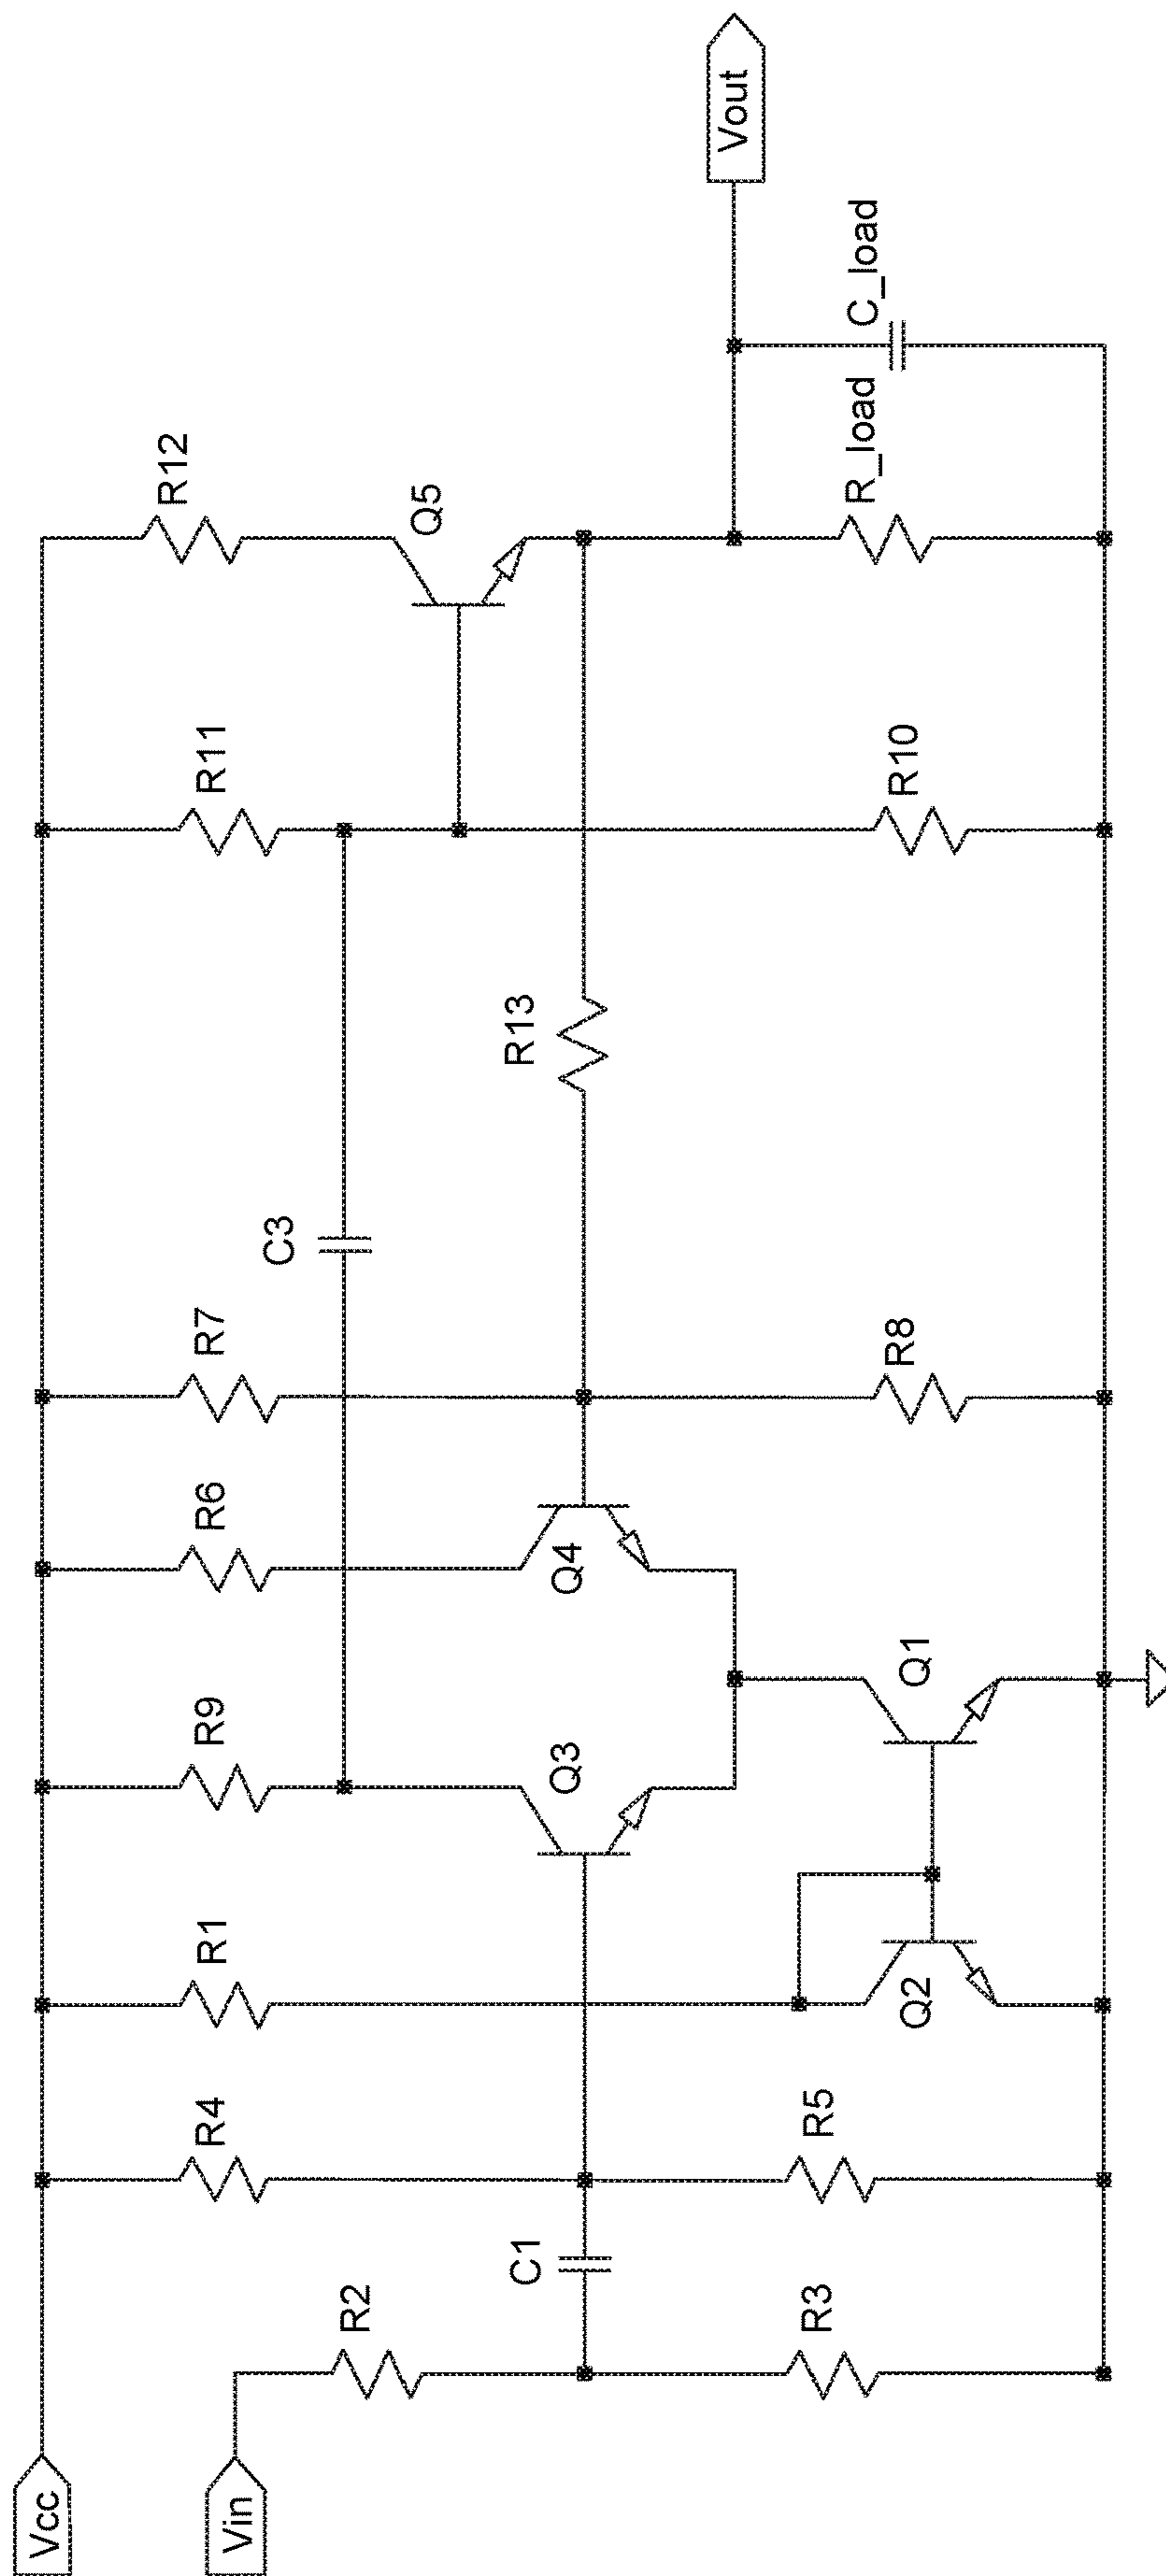 Vcc
Vin
R2
R3
C1
R4
R5
R1
Q2
R9
Q3
Q1
R6
Q4
R7
R8
C3
R13
R11
R10
R12
Q5
R_load
C_load
Vout